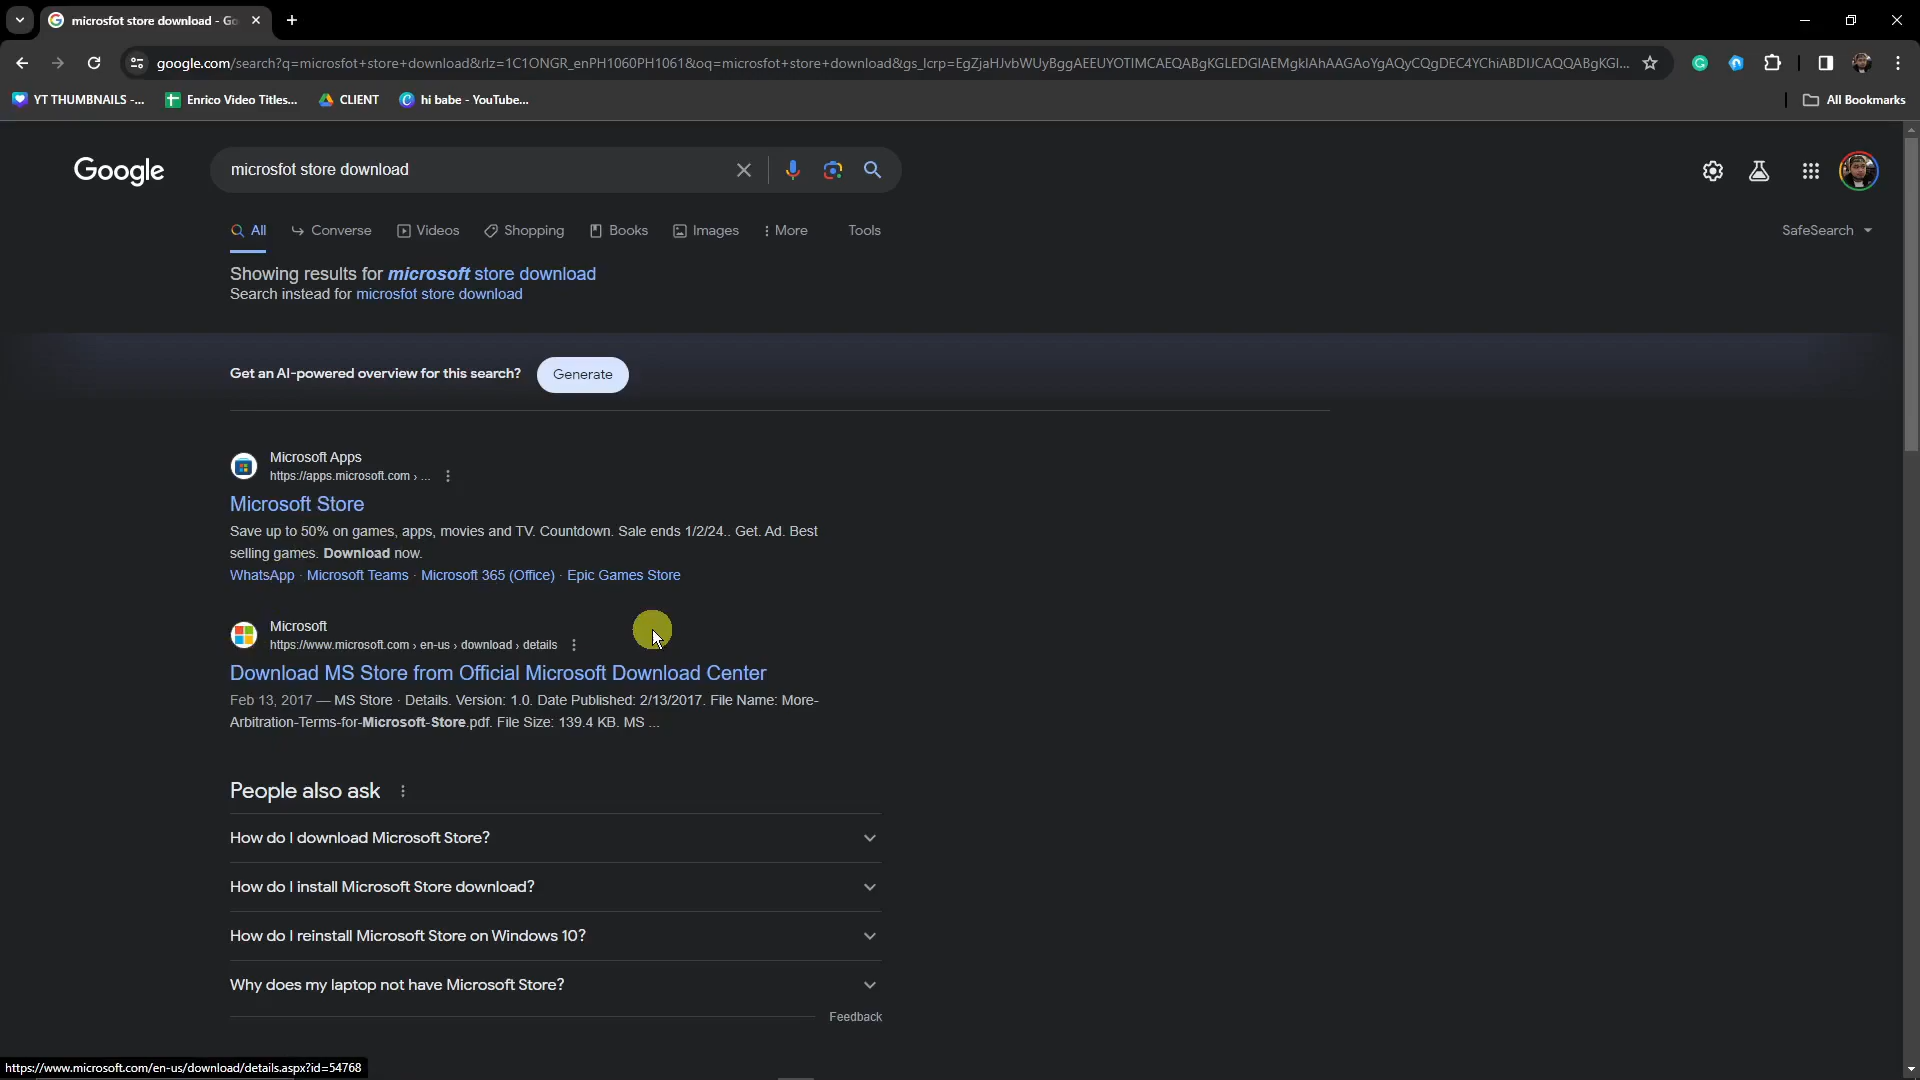 microsfot store download - Go
google.com/search?q=microsfot+store+download&rlz=1C1ONGR_enPH1060PH1061&oq=microsfot+store+download&gs_lcrp=EgZjaHJvbWUyBggAEEUYOTIMCAEQABgKGLEDGIAEMgkIAhAAGAoYgAQyCQgDEC4YChiABDIJCAQQABgKGI...
YT THUMBNAILS -... Enrico Video Titles... CLIENT hi babe - YouTube... All Bookmarks
Google microsfot store download
All Converse Videos Shopping Books Images More Tools SafeSearch
Showing results for microsoft store download
Search instead for microsfot store download
Get an AI-powered overview for this search? Generate
Microsoft Apps
https://apps.microsoft.com › ...
Microsoft Store
Save up to 50% on games, apps, movies and TV. Countdown. Sale ends 1/2/24.. Get. Ad. Best
selling games. Download now.
WhatsApp · Microsoft Teams · Microsoft 365 (Office) · Epic Games Store
Microsoft
https://www.microsoft.com › en-us › download › details
Download MS Store from Official Microsoft Download Center
Feb 13, 2017 — MS Store · Details. Version: 1.0. Date Published: 2/13/2017. File Name: More-
Arbitration-Terms-for-Microsoft-Store.pdf. File Size: 139.4 KB. MS ...
People also ask
How do I download Microsoft Store?
How do I install Microsoft Store download?
How do I reinstall Microsoft Store on Windows 10?
Why does my laptop not have Microsoft Store?
Feedback
https://www.microsoft.com/en-us/download/details.aspx?id=54768